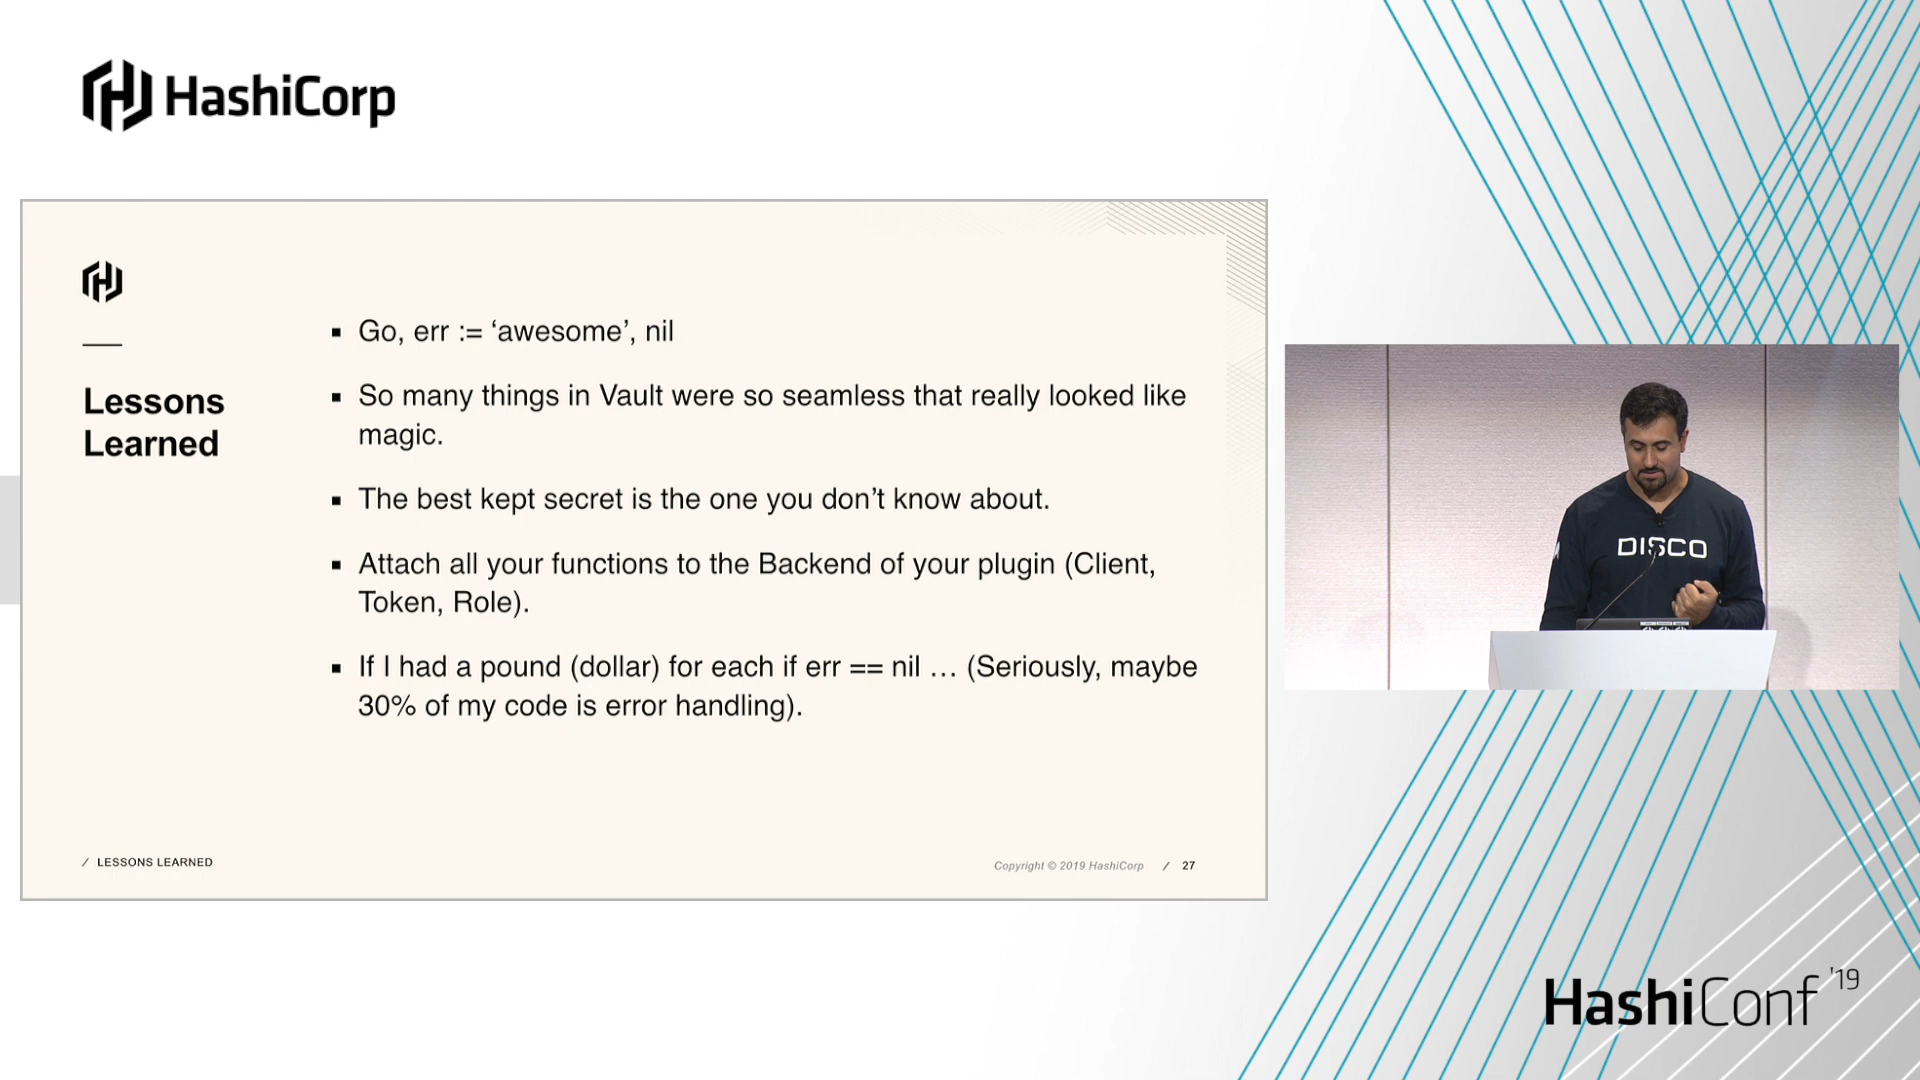 HashiCorp
Lessons
Learned
▪ Go, err := ‘awesome’, nil
▪ So many things in Vault were so seamless that really looked like
magic.
▪ The best kept secret is the one you don’t know about.
▪ Attach all your functions to the Backend of your plugin (Client,
Token, Role).
▪ If I had a pound (dollar) for each if err == nil … (Seriously, maybe
30% of my code is error handling).
/ LESSONS LEARNED
Copyright © 2019 HashiCorp / 27
DISCO
HashiConf '19